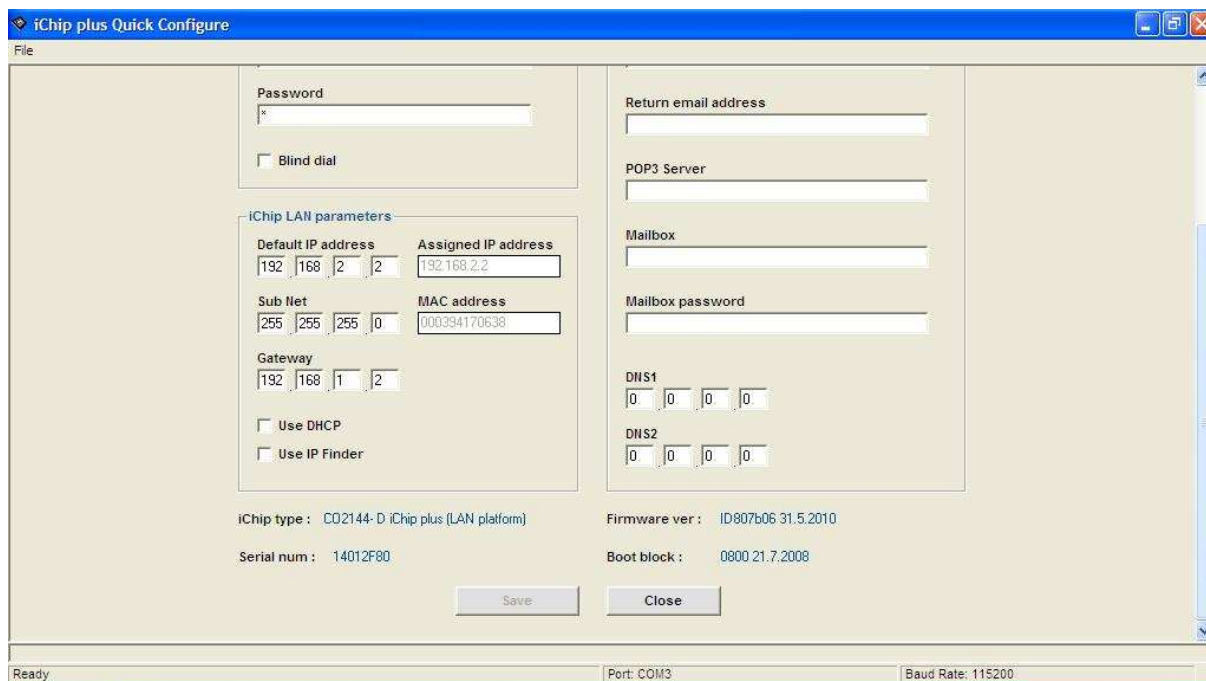 iChip plus Quick Configure
File
Password
*
Blind dial
iChip LAN parameters
Default IP address
192 . 168 . 2 . 2
Assigned IP address
192.168.2.2
Sub Net
255 . 255 . 255 . 0
MAC address
000394170638
Gateway
192 . 168 . 1 . 2
Use DHCP
Use IP Finder
Return email address
POP3 Server
Mailbox
Mailbox password
DNS1
0 . 0 . 0 . 0
DNS2
0 . 0 . 0 . 0
iChip type : CO2144- D iChip plus (LAN platform)
Firmware ver : ID807b06 31.5.2010
Serial num : 14012F80
Boot block : 0800 21.7.2008
Save
Close
Ready
Port: COM3
Baud Rate: 115200